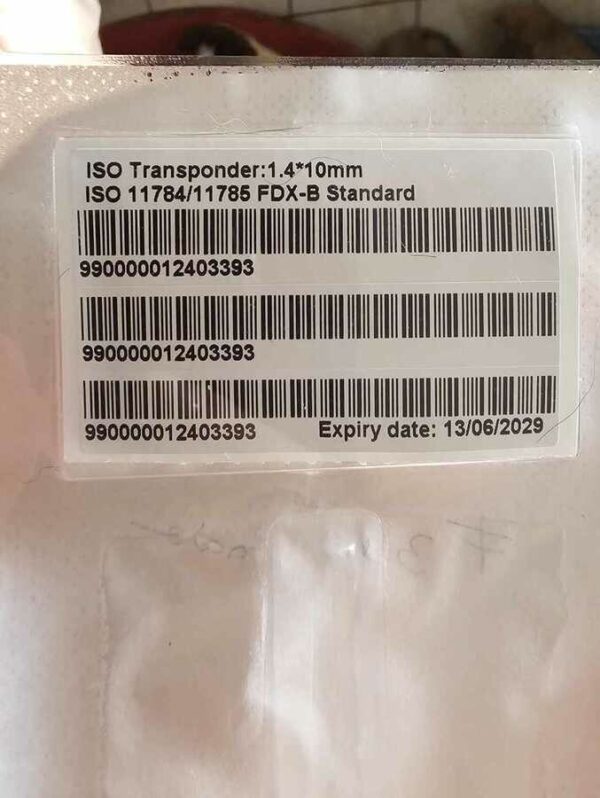 ISO Transponder:1.4*10mm
ISO 11784/11785 FDX-B Standard
990000012403393
990000012403393
990000012403393 Expiry date: 13/06/2029